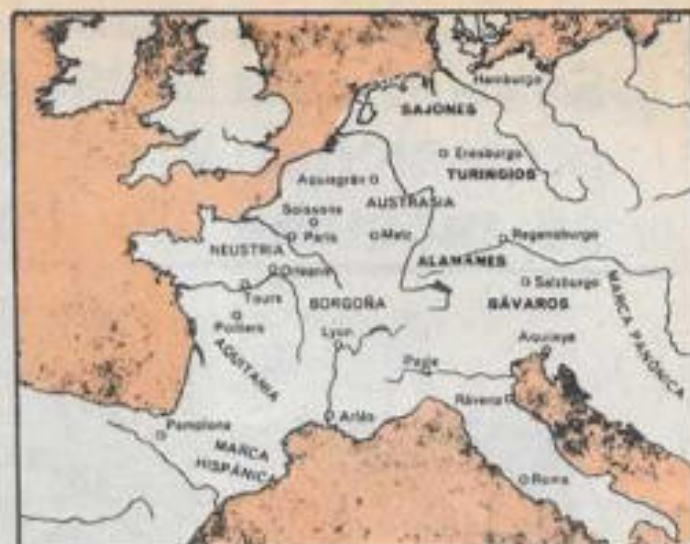 Hamburgo
SAJONES
Eresburgo
TURINGIOS
Aquisgrán
AUSTRASIA
Soissons
París
Metz
Regensburgo
NEUSTRIA
Orleans
ALAMANES
Salzburgo
Tours
BORGOÑA
BÁVAROS
MARCA PANÓNICA
Poitiers
Lyon
Aquileya
AQUITANIA
Pavía
Rávena
Arlés
Pamplona
MARCA
HISPÁNICA
Roma